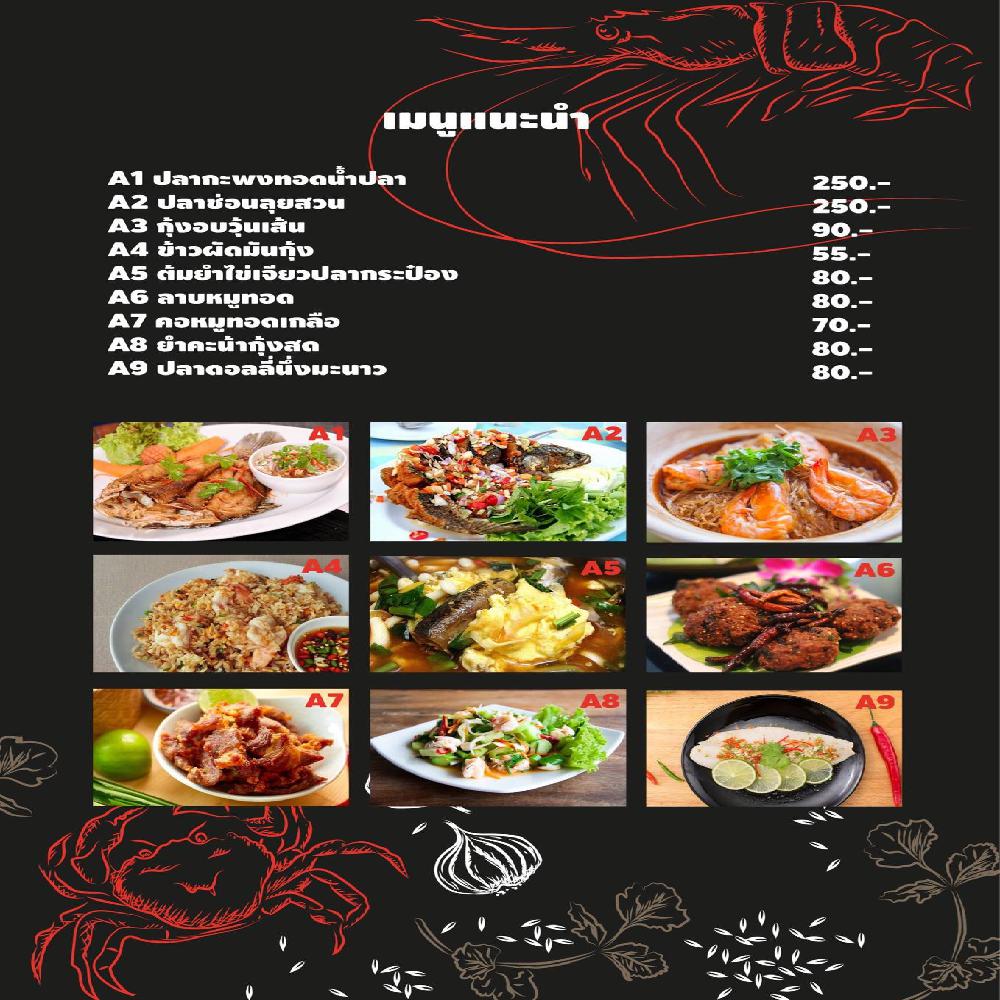 เมนูแนะนำ
A1 ปลากะพงทอดน้ำปลา 250.-
A2 ปลาช่อนลุยสวน 250.-
A3 กุ้งอบวุ้นเส้น 90.-
A4 ข้าวผัดมันกุ้ง 55.-
A5 ต้มยำไข่เจียวปลากระป๋อง 80.-
A6 ลาบหมูทอด 80.-
A7 คอหมูทอดเกลือ 70.-
A8 ยำคะน้ากุ้งสด 80.-
A9 ปลาดอลลี่นึ่งมะนาว 80.-
A1 A2 A3
A4 A5 A6
A7 A8 A9